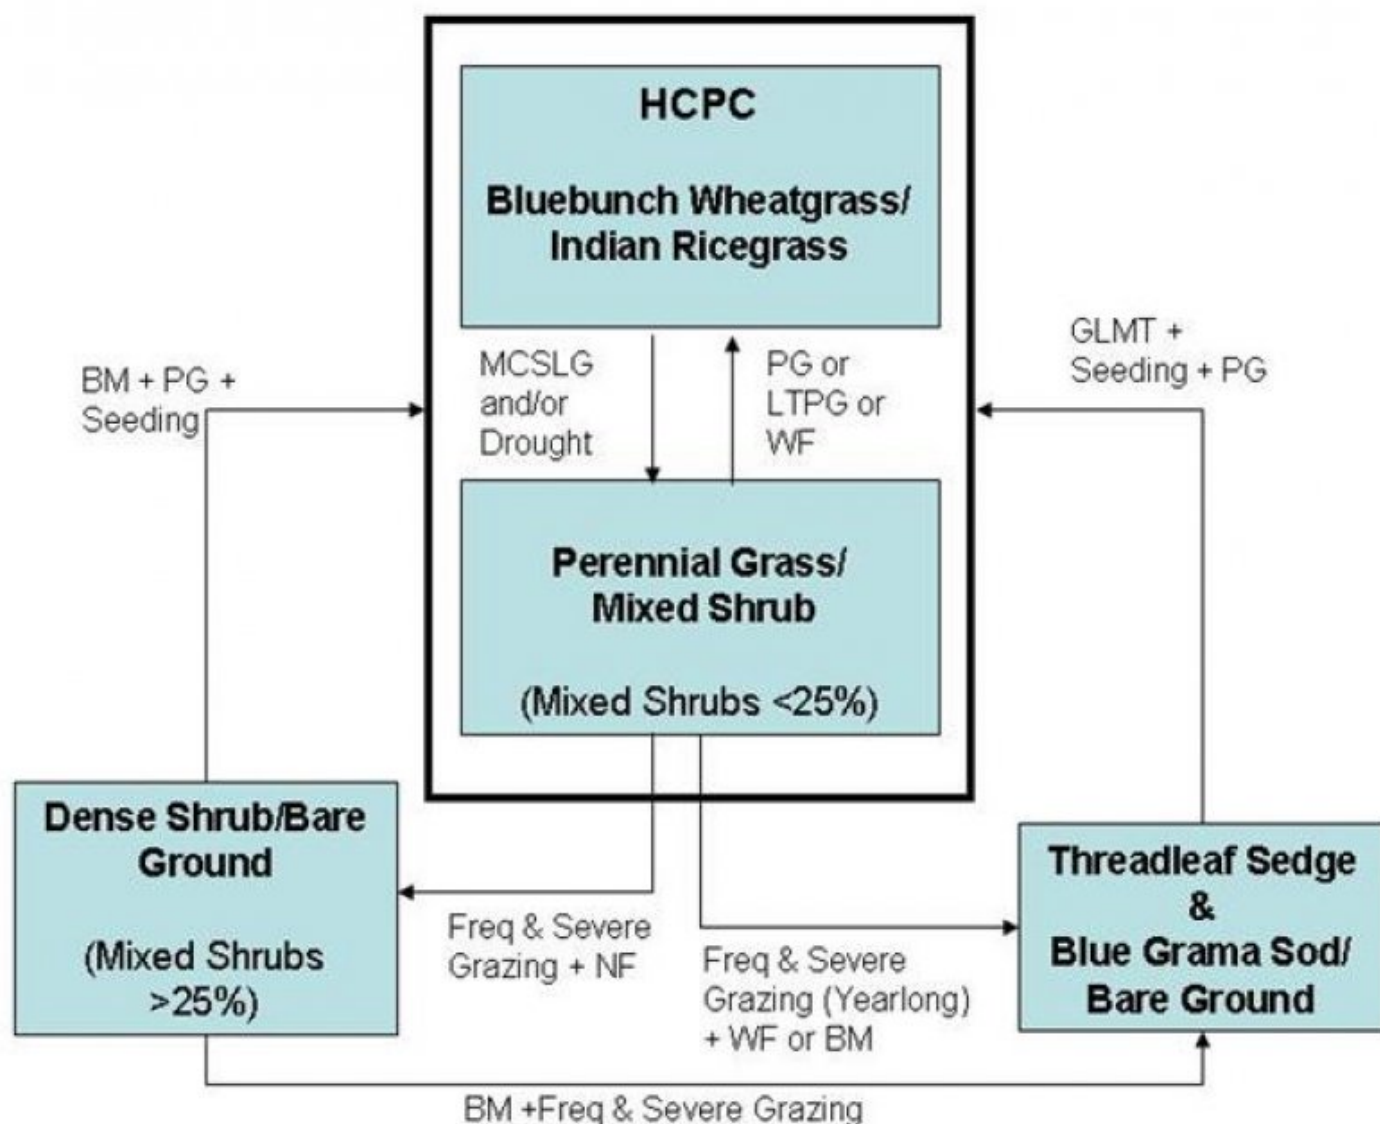 HCPC
Bluebunch Wheatgrass/
Indian Ricegrass
BM + PG +
Seeding
MCSLG
and/or
Drought
PG or
LTPG or
WF
GLMT +
Seeding + PG
Perennial Grass/
Mixed Shrub
(Mixed Shrubs <25%)
Dense Shrub/Bare
Ground
(Mixed Shrubs
>25%)
Freq & Severe
Grazing + NF
Freq & Severe
Grazing (Yearlong)
+ WF or BM
Threadleaf Sedge
&
Blue Grama Sod/
Bare Ground
BM +Freq & Severe Grazing